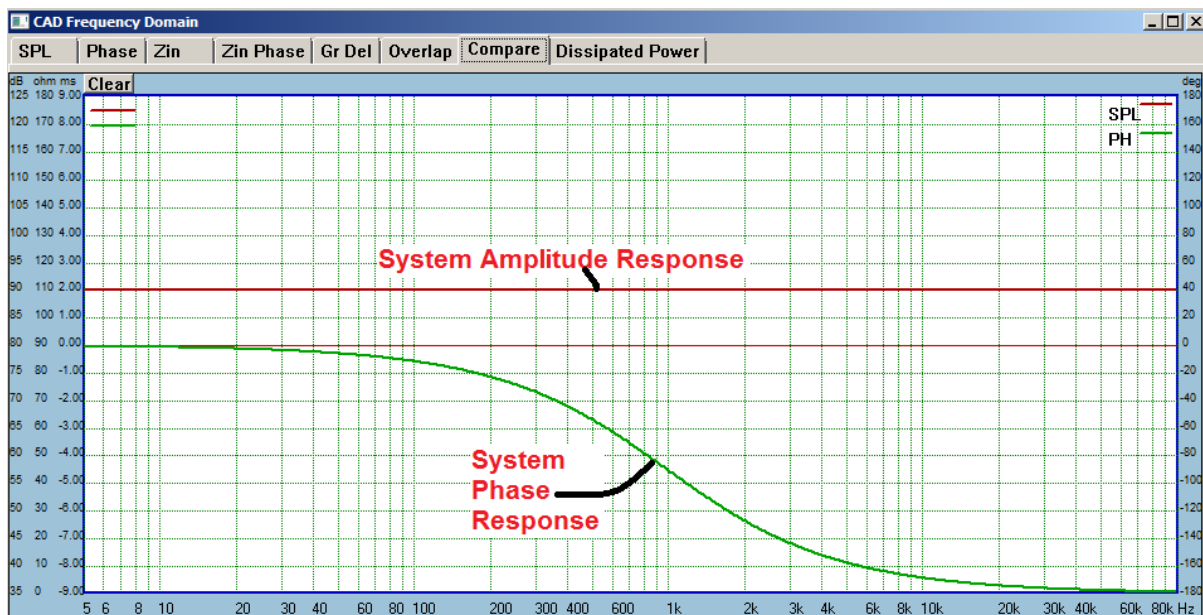 CAD Frequency Domain
SPL Phase Zin Zin Phase Gr Del Overlap Compare Dissipated Power
dB ohm ms Clear deg
125 180 9.00 180
SPL
120 170 8.00 160
PH
115 160 7.00 140
110 150 6.00 120
105 140 5.00 100
100 130 4.00 80
System Amplitude Response
95 120 3.00 60
90 110 2.00 40
85 100 1.00 20
80 90 0.00 0
75 80 -1.00 -20
70 70 -2.00 -40
65 60 -3.00 -60
60 50 -4.00 -80
System
Phase
Response
55 40 -5.00 -100
50 30 -6.00 -120
45 20 -7.00 -140
40 10 -8.00 -160
35 0 -9.00 -180
5 6 8 10 20 30 40 60 100 200 300 400 600 1k 2k 3k 4k 6k 10k 20k 30k 40k 60k 80k Hz